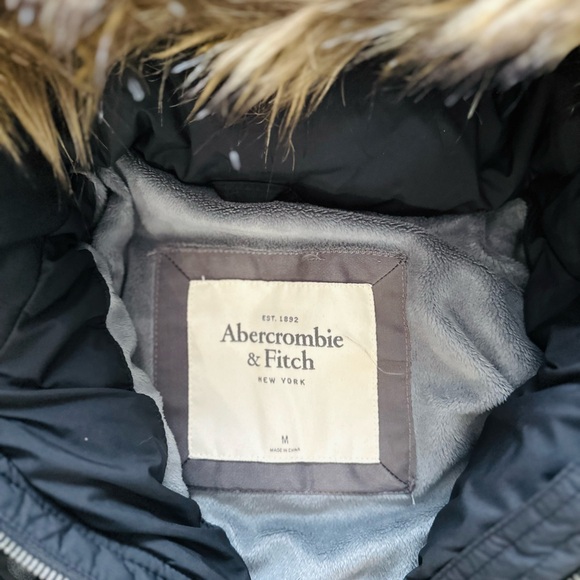 EST. 1892
Abercrombie
& Fitch
NEW YORK
M
MADE IN CHINA